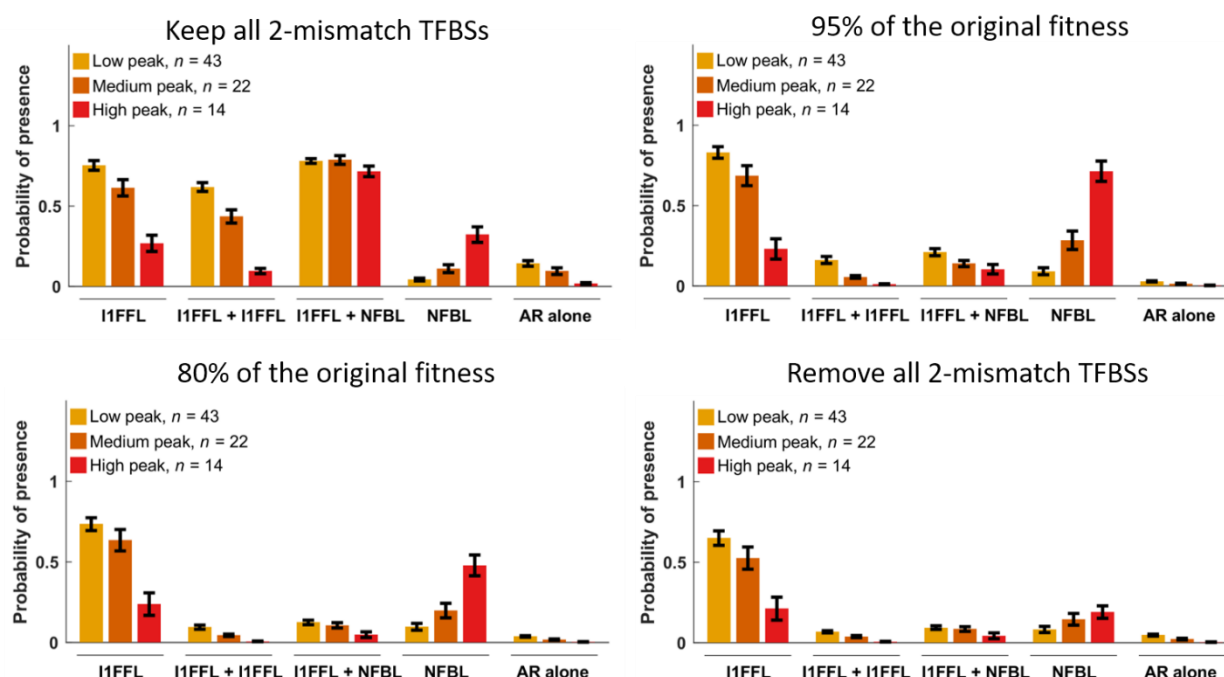 Keep all 2-mismatch TFBSs
Low peak, n = 43
Medium peak, n = 22
High peak, n = 14
Probability of presence
1
0.5
0
I1FFL I1FFL + I1FFL I1FFL + NFBL NFBL AR alone
95% of the original fitness
Low peak, n = 43
Medium peak, n = 22
High peak, n = 14
Probability of presence
1
0.5
0
I1FFL I1FFL + I1FFL I1FFL + NFBL NFBL AR alone
80% of the original fitness
Low peak, n = 43
Medium peak, n = 22
High peak, n = 14
Probability of presence
1
0.5
0
I1FFL I1FFL + I1FFL I1FFL + NFBL NFBL AR alone
Remove all 2-mismatch TFBSs
Low peak, n = 43
Medium peak, n = 22
High peak, n = 14
Probability of presence
1
0.5
0
I1FFL I1FFL + I1FFL I1FFL + NFBL NFBL AR alone